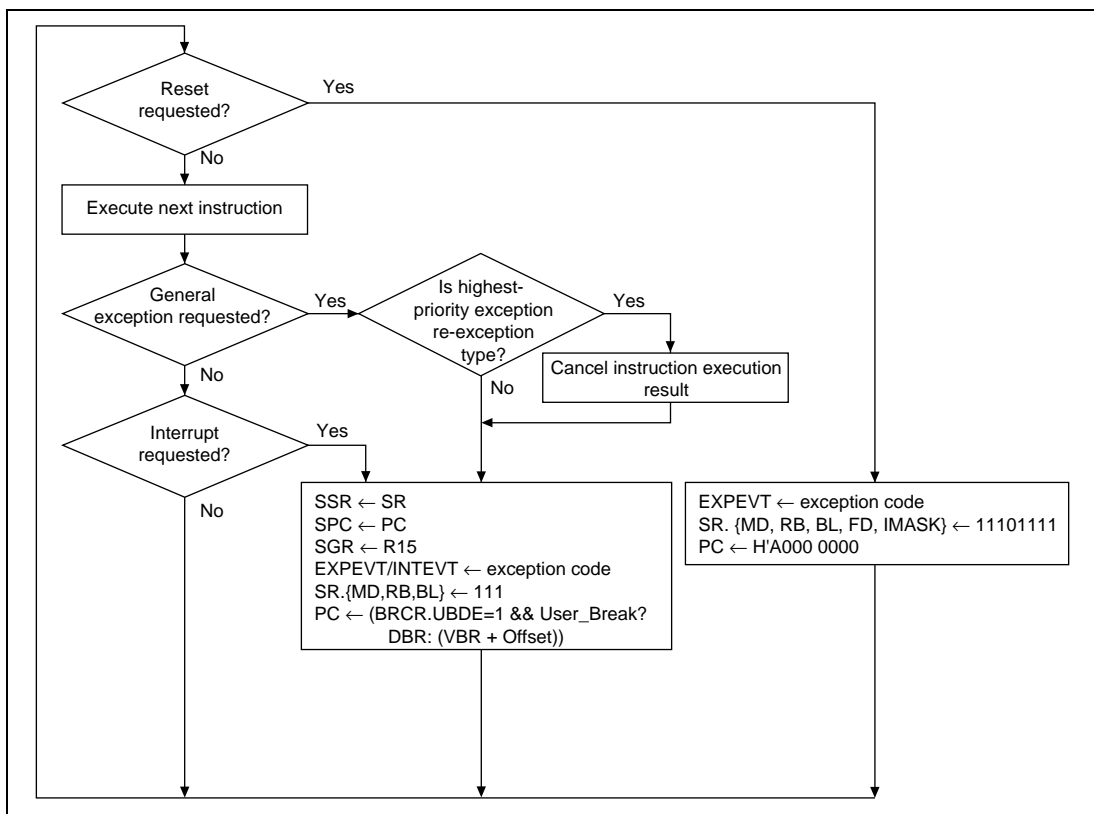 Reset
requested?
Yes
No
Execute next instruction
General
exception requested?
Yes
Is highest-
priority exception
re-exception
type?
Yes
Cancel instruction execution
result
No
No
Interrupt
requested?
Yes
No
SSR ← SR
SPC ← PC
SGR ← R15
EXPEVT/INTEVT ← exception code
SR.{MD,RB,BL} ← 111
PC ← (BRCR.UBDE=1 && User_Break?
DBR: (VBR + Offset))
EXPEVT ← exception code
SR. {MD, RB, BL, FD, IMASK} ← 11101111
PC ← H'A000 0000